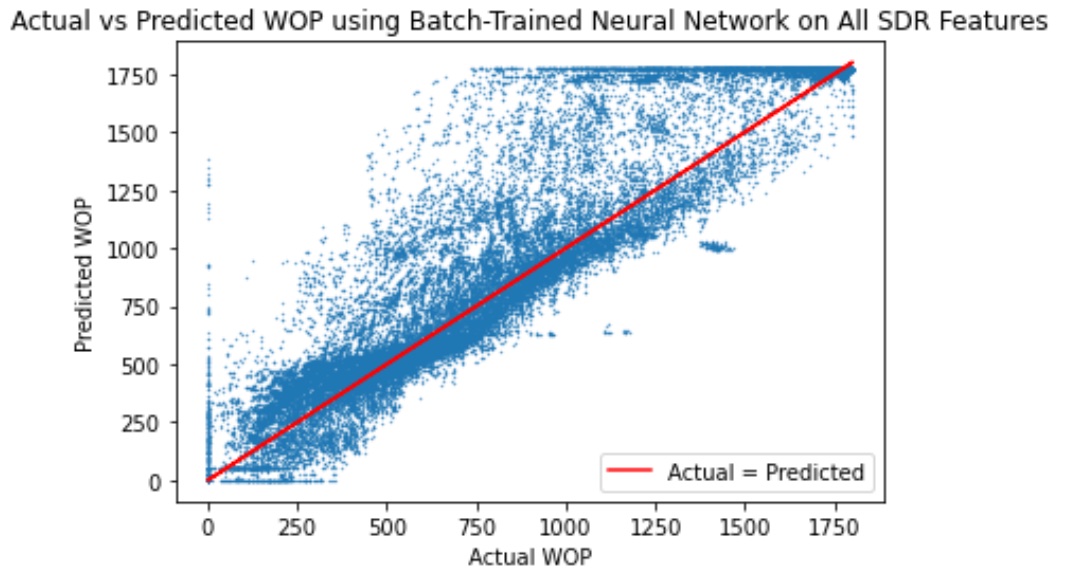 Actual vs Predicted WOP using Batch-Trained Neural Network on All SDR Features
1750
1500
1250
1000
750
500
250
0
Predicted WOP
Actual = Predicted
0 250 500 750 1000 1250 1500 1750
Actual WOP